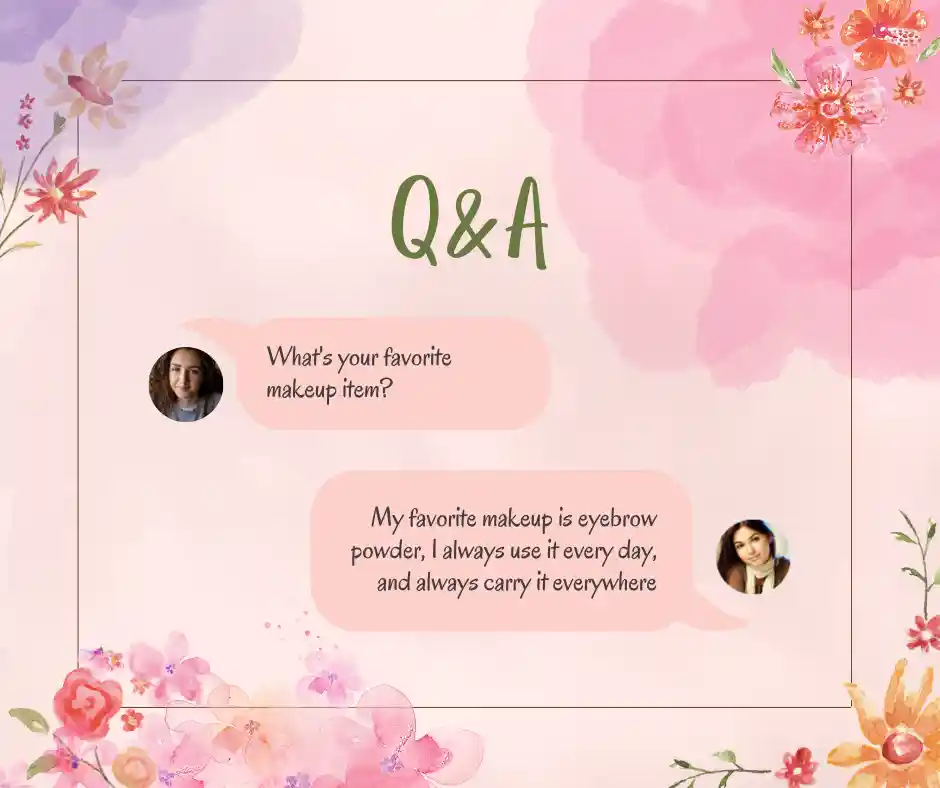 Q&A
What's your favorite
makeup item?
My favorite makeup is eyebrow
powder, I always use it every day,
and always carry it everywhere